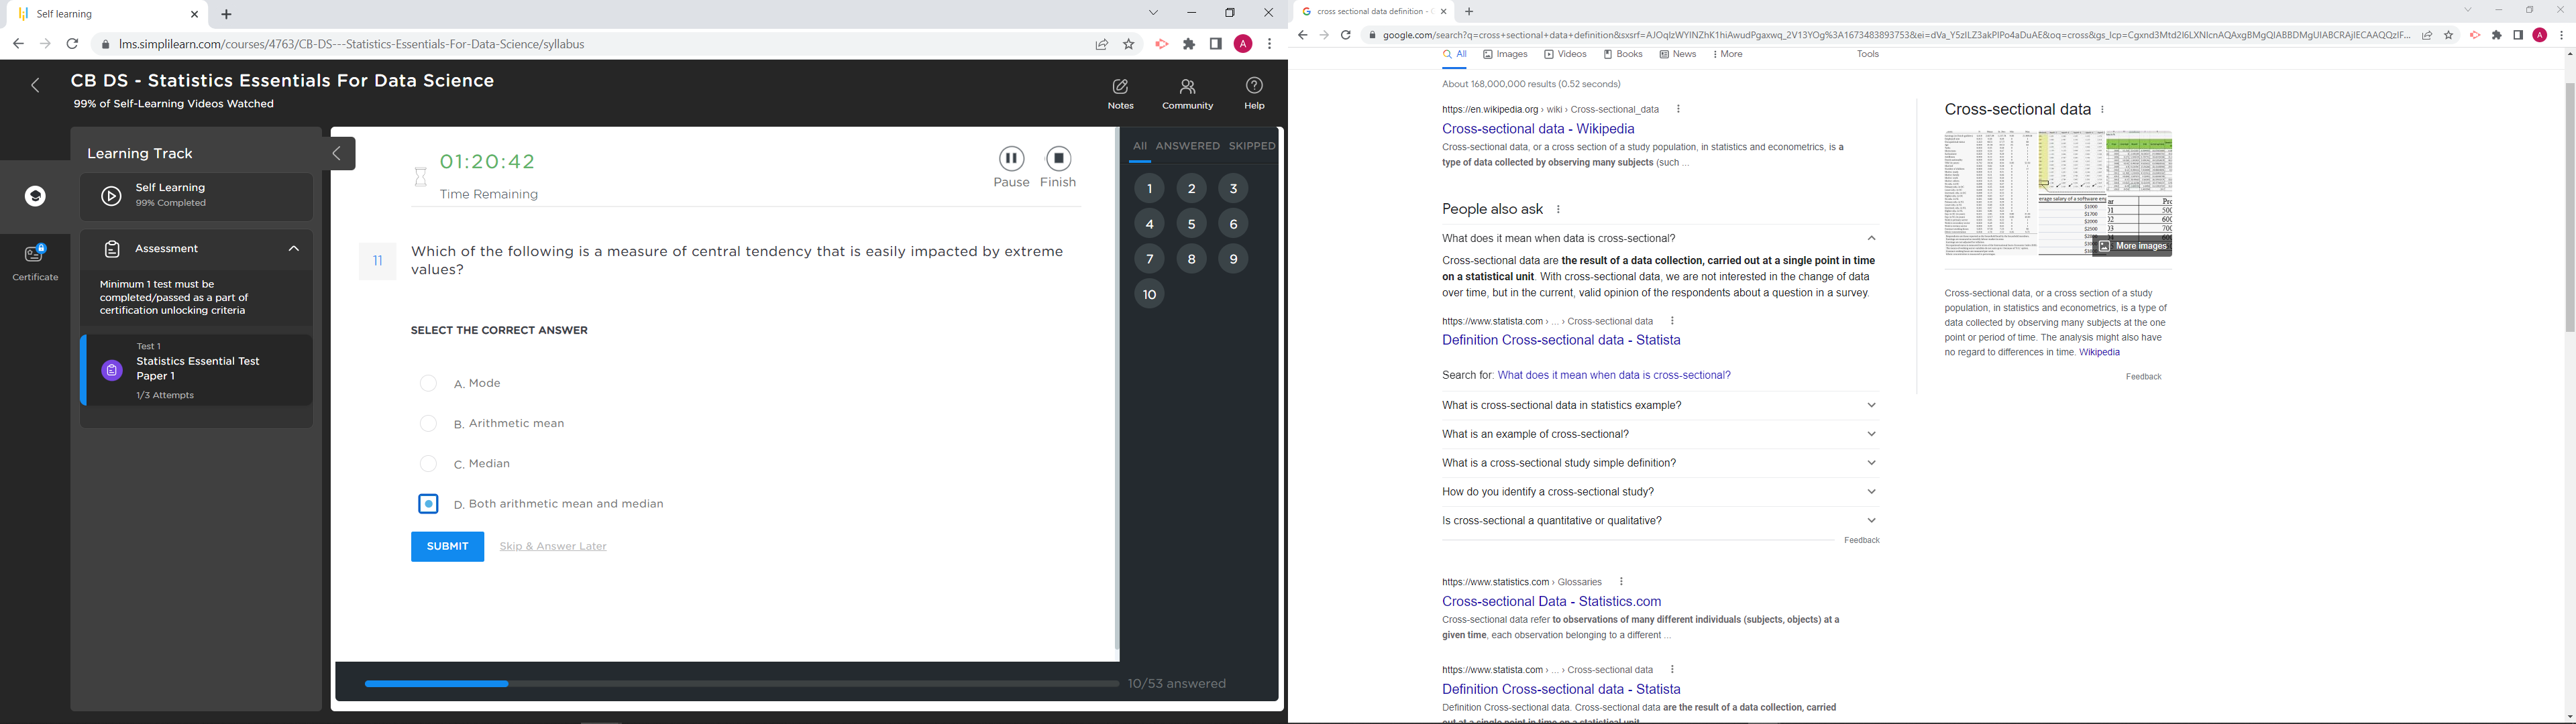 Self learning
lms.simplilearn.com/courses/4763/CB-DS---Statistics-Essentials-For-Data-Science/syllabus
A
CB DS - Statistics Essentials For Data Science
99% of Self-Learning Videos Watched
Notes
Community
Help
Certificate
Learning Track
Self Learning
99% Completed
Assessment
Minimum 1 test must be
completed/passed as a part of
certification unlocking criteria
Test 1
Statistics Essential Test
Paper 1
1/3 Attempts
01:20:42
Time Remaining
Pause
Finish
11
Which of the following is a measure of central tendency that is easily impacted by extreme
values?
SELECT THE CORRECT ANSWER
A. Mode
B. Arithmetic mean
C. Median
D. Both arithmetic mean and median
SUBMIT
Skip & Answer Later
10/53 answered
All ANSWERED SKIPPED
1 2 3
4 5 6
7 8 9
10
cross sectional data definition -
All Images Videos Books News More Tools
About 168,000,000 results (0.52 seconds)
https://en.wikipedia.org › wiki › Cross-sectional_data
Cross-sectional data - Wikipedia
Cross-sectional data, or a cross section of a study population, in statistics and econometrics, is a
type of data collected by observing many subjects (such ...
People also ask
What does it mean when data is cross-sectional?
Cross-sectional data are the result of a data collection, carried out at a single point in time
on a statistical unit. With cross-sectional data, we are not interested in the change of data
over time, but in the current, valid opinion of the respondents about a question in a survey.
https://www.statista.com › ... › Cross-sectional data
Definition Cross-sectional data - Statista
Search for: What does it mean when data is cross-sectional?
What is cross-sectional data in statistics example?
What is an example of cross-sectional?
What is a cross-sectional study simple definition?
How do you identify a cross-sectional study?
Is cross-sectional a quantitative or qualitative?
Feedback
https://www.statistics.com › Glossaries
Cross-sectional Data - Statistics.com
Cross-sectional data refer to observations of many different individuals (subjects, objects) at a
given time, each observation belonging to a different ...
https://www.statista.com › ... › Cross-sectional data
Definition Cross-sectional data - Statista
Definition Cross-sectional data. Cross-sectional data are the result of a data collection, carried
out at a single point in time on a statistical unit
Cross-sectional data
More images
Cross-sectional data, or a cross section of a study
population, in statistics and econometrics, is a type of
data collected by observing many subjects at the one
point or period of time. The analysis might also have
no regard to differences in time. Wikipedia
Feedback